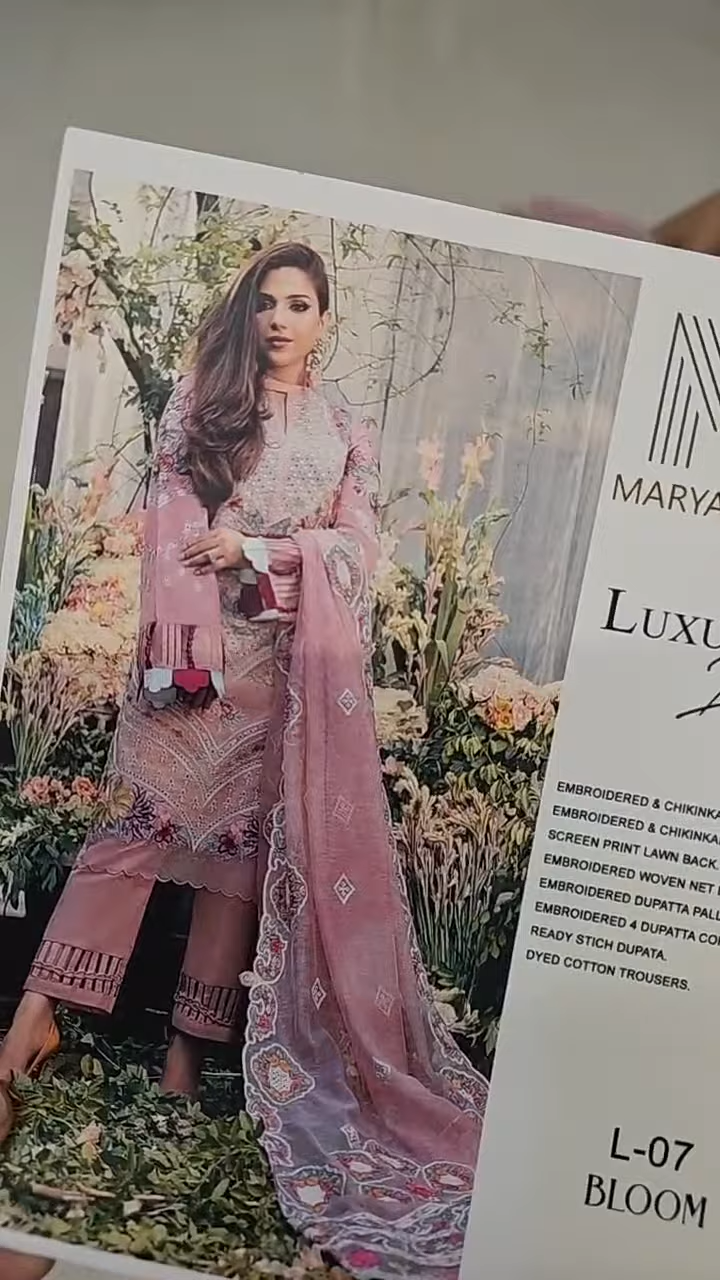 MARYA
LUXU
EMBROIDERED & CHIKINKA
EMBROIDERED & CHIKINKA
SCREEN PRINT LAWN BACK.
EMBROIDERED WOVEN NET
EMBROIDERED DUPATTA PALL
EMBROIDERED 4 DUPATTA CO
READY STICH DUPATA.
DYED COTTON TROUSERS.
L-07
BLOOM